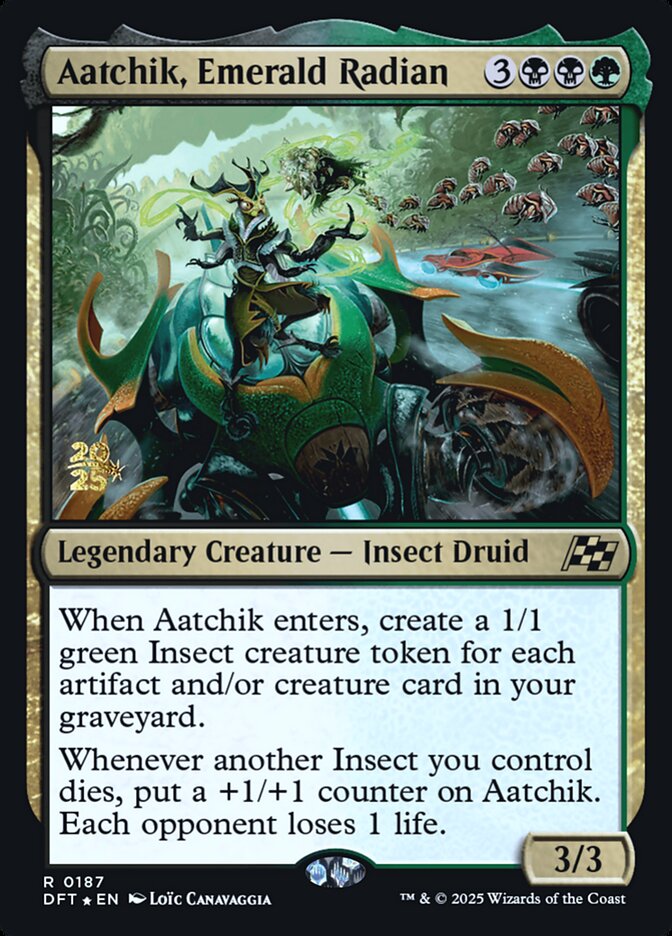 Aatchik, Emerald Radian 3
2025
Legendary Creature — Insect Druid
When Aatchik enters, create a 1/1
green Insect creature token for each
artifact and/or creature card in your
graveyard.
Whenever another Insect you control
dies, put a +1/+1 counter on Aatchik.
Each opponent loses 1 life.
3/3
R 0187
DFT ★ EN Loïc Canavaggia
™ & © 2025 Wizards of the Coast